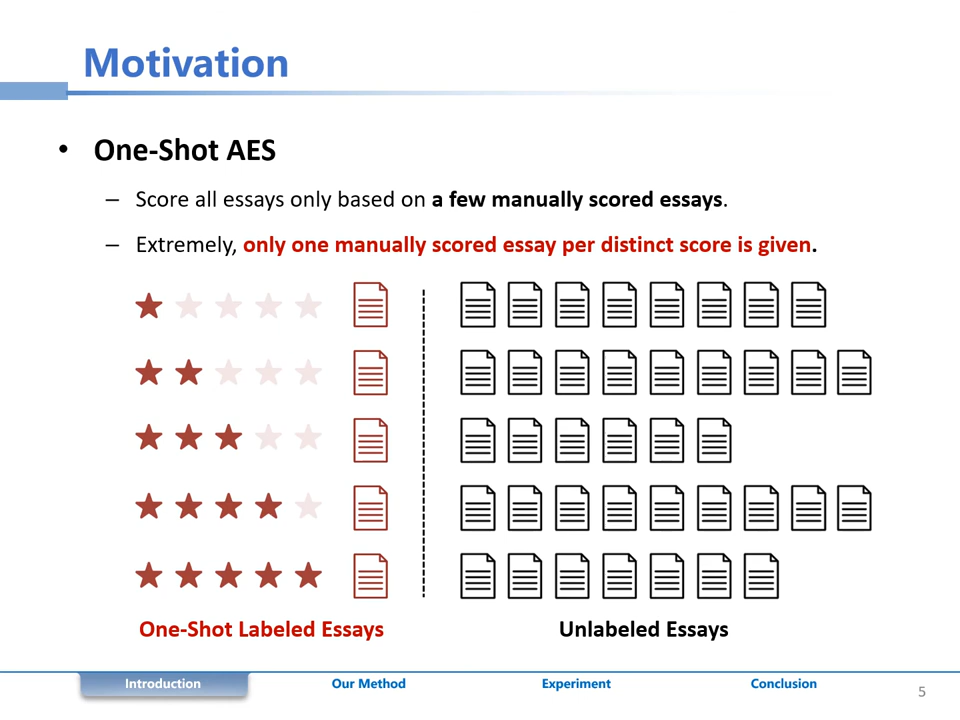 Motivation
• One-Shot AES
– Score all essays only based on a few manually scored essays.
– Extremely, only one manually scored essay per distinct score is given.
One-Shot Labeled Essays
Unlabeled Essays
Introduction
Our Method
Experiment
Conclusion
5